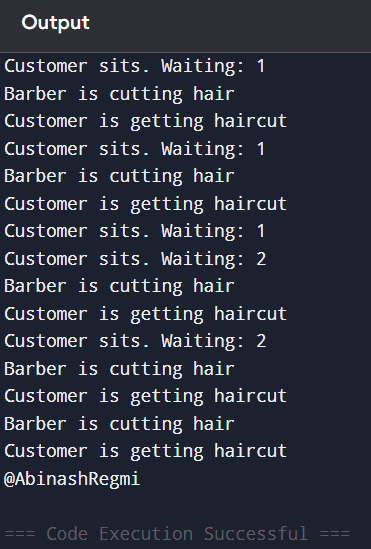 Output
Customer sits. Waiting: 1
Barber is cutting hair
Customer is getting haircut
Customer sits. Waiting: 1
Barber is cutting hair
Customer is getting haircut
Customer sits. Waiting: 1
Customer sits. Waiting: 2
Barber is cutting hair
Customer is getting haircut
Customer sits. Waiting: 2
Barber is cutting hair
Customer is getting haircut
Barber is cutting hair
Customer is getting haircut
@AbinashRegmi
=== Code Execution Successful ===